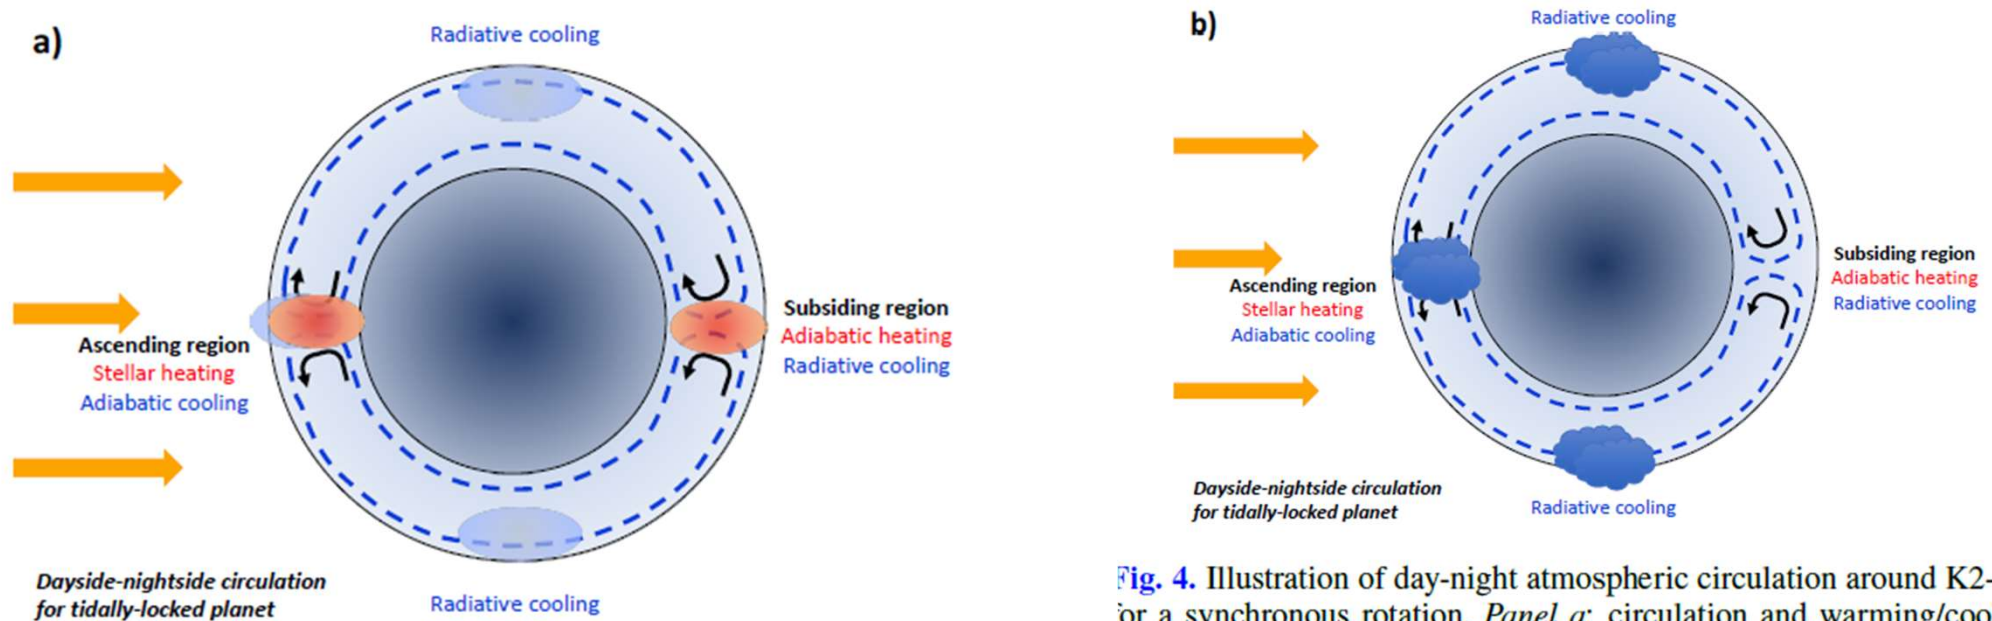 a)
Radiative cooling
Ascending region
Stellar heating
Adiabatic cooling
Subsiding region
Adiabatic heating
Radiative cooling
Dayside-nightside circulation
for tidally-locked planet
Radiative cooling
b)
Radiative cooling
Ascending region
Stellar heating
Adiabatic cooling
Subsiding region
Adiabatic heating
Radiative cooling
Dayside-nightside circulation
for tidally-locked planet
Radiative cooling
Fig. 4. Illustration of day-night atmospheric circulation around K2-
for a synchronous rotation. Panel a: circulation and warming/coo